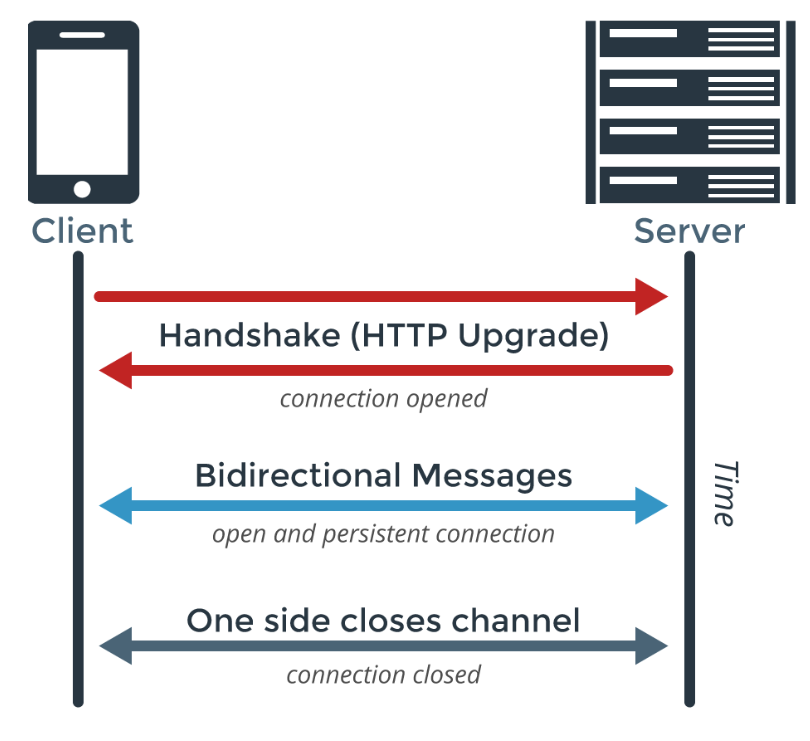 Client
Server
Handshake (HTTP Upgrade)
connection opened
Bidirectional Messages
open and persistent connection
Time
One side closes channel
connection closed